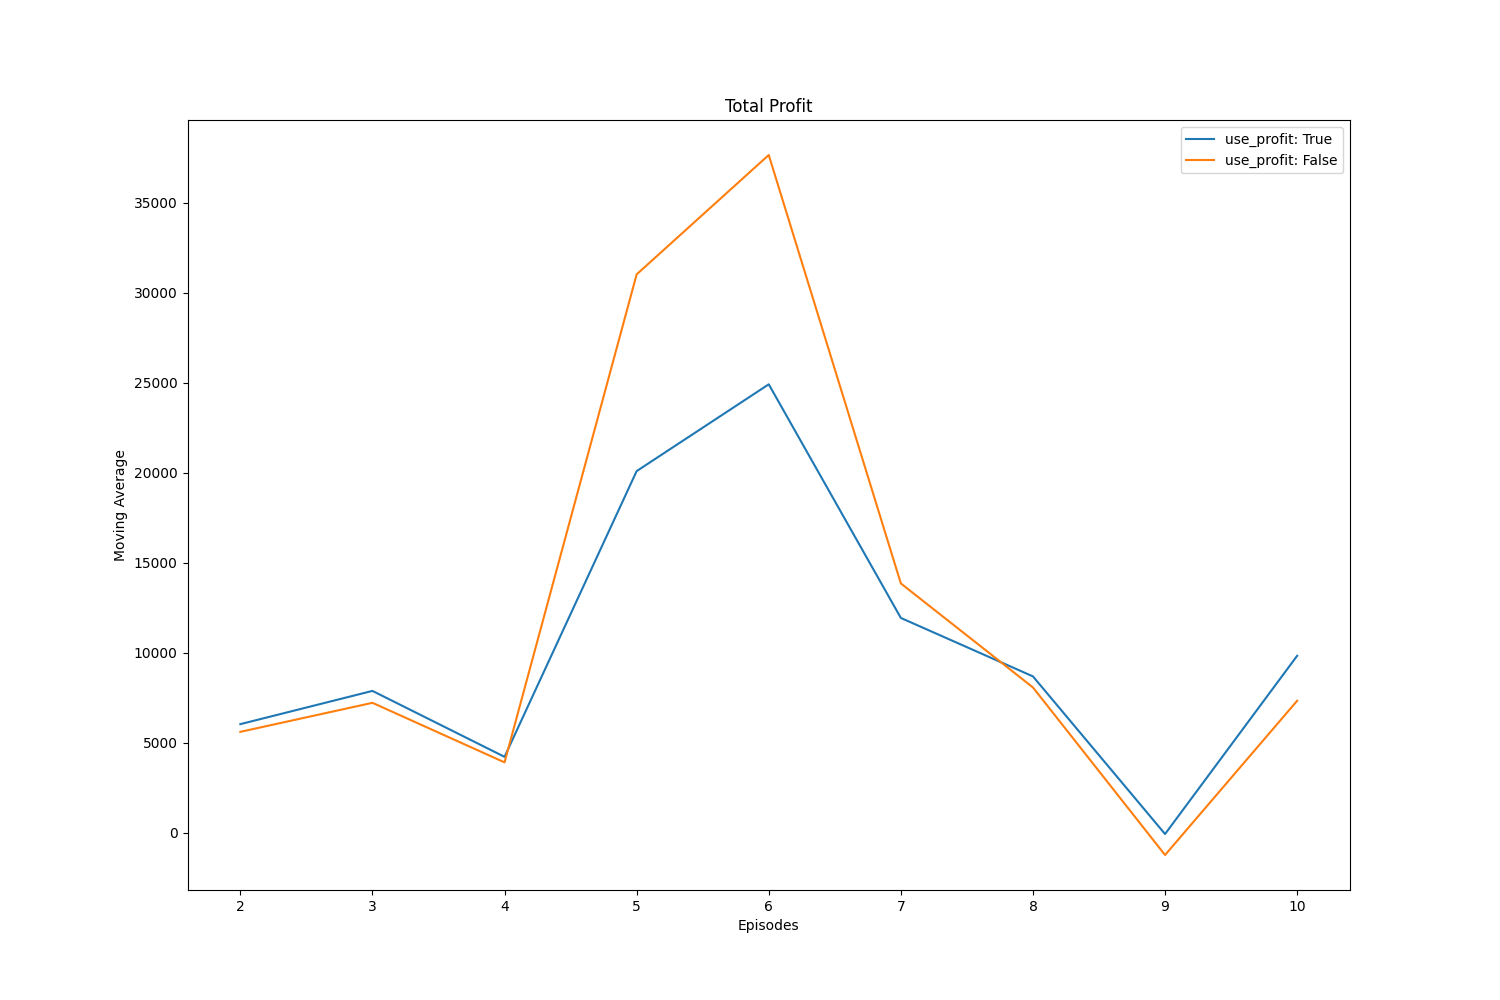 Total Profit
use_profit: True
use_profit: False
35000
30000
25000
20000
15000
10000
5000
0
Moving Average
2 3 4 5 6 7 8 9 10
Episodes